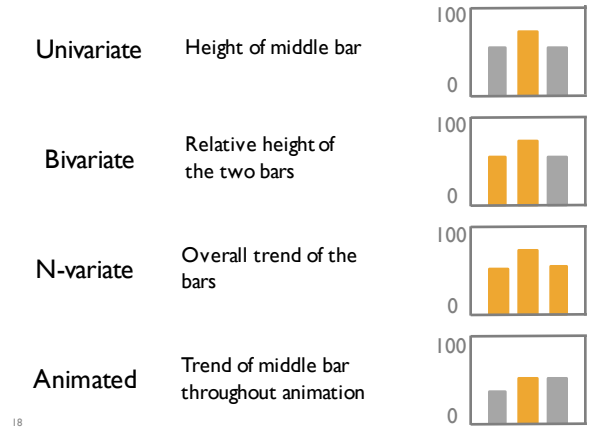 100
Univariate
Height of middle bar
0
100
Bivariate
Relative height of
the two bars
0
100
N-variate
Overall trend of the
bars
0
100
Animated
Trend of middle bar
throughout animation
0
18